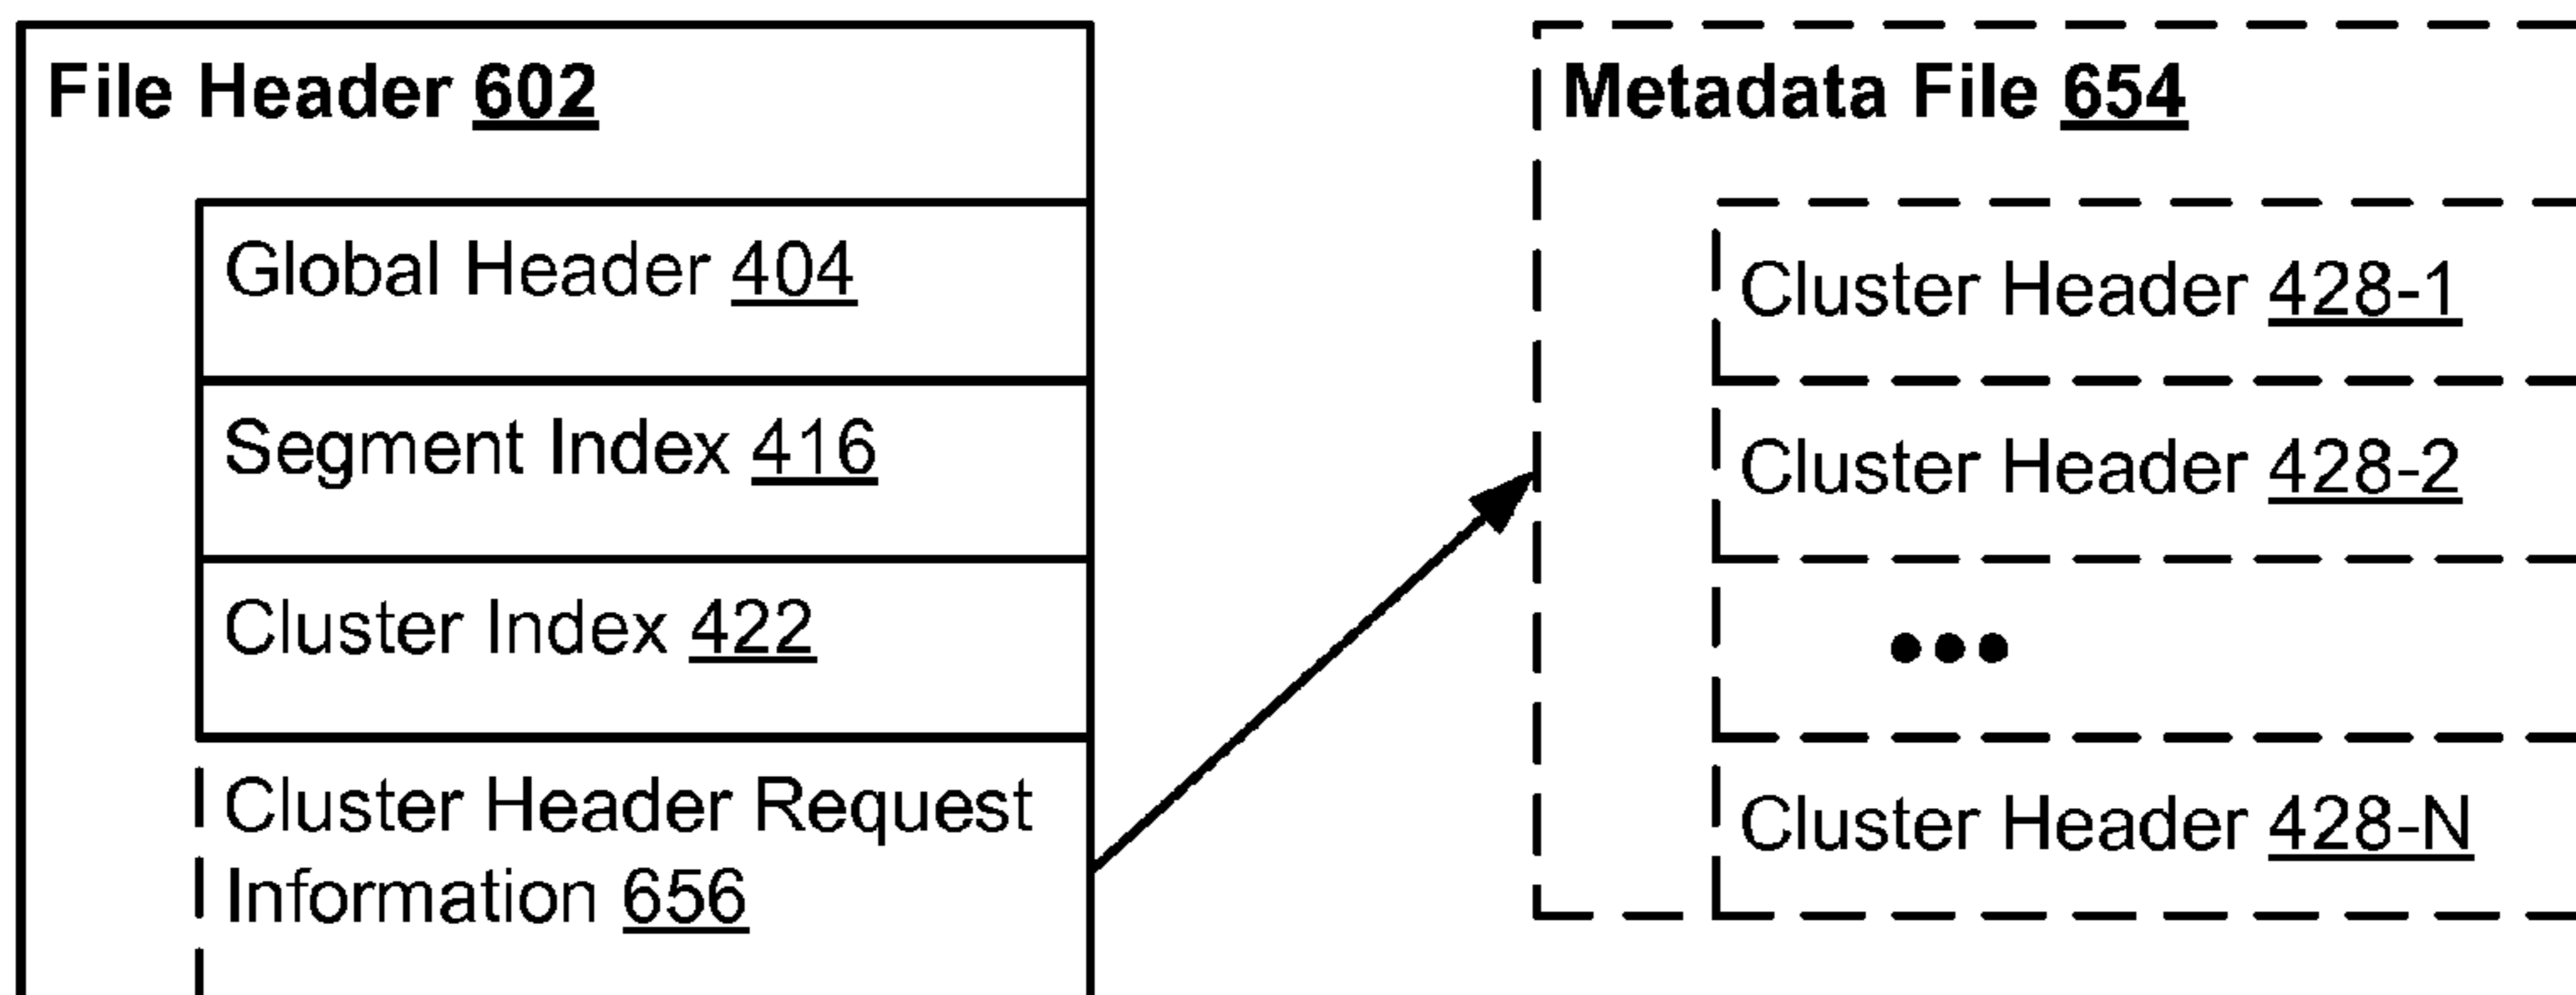 File Header 602
Global Header 404
Segment Index 416
Cluster Index 422
Cluster Header Request
Information 656
Metadata File 654
Cluster Header 428-1
Cluster Header 428-2
•••
Cluster Header 428-N